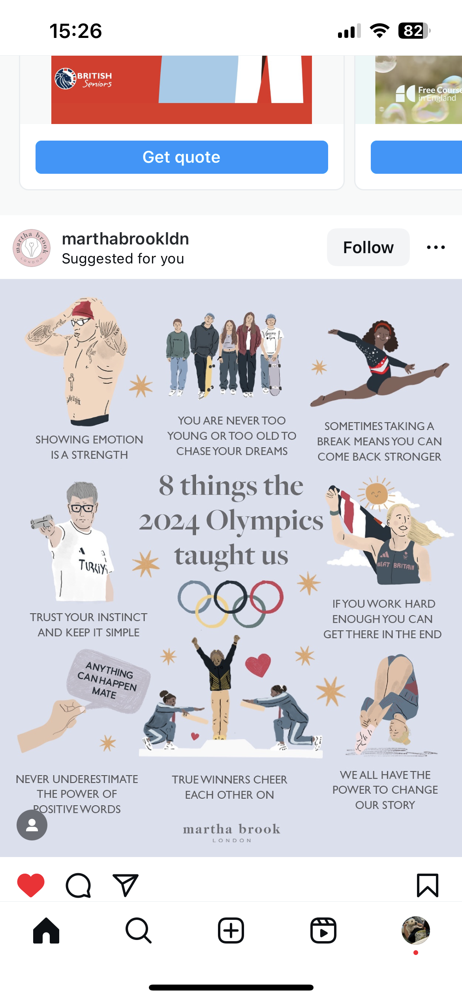 15:26
82
BRITISH
Seniors
Free Course
in England
Get quote
martha brook
LONDON
marthabrookldn
Suggested for you
Follow
SHOWING EMOTION
IS A STRENGTH
YOU ARE NEVER TOO
YOUNG OR TOO OLD TO
CHASE YOUR DREAMS
SOMETIMES TAKING A
BREAK MEANS YOU CAN
COME BACK STRONGER
8 things the
2024 Olympics
taught us
TURKIY
TRUST YOUR INSTINCT
AND KEEP IT SIMPLE
REAT BRITAIN
IF YOU WORK HARD
ENOUGH YOU CAN
GET THERE IN THE END
ANYTHING
CAN HAPPEN
MATE
NEVER UNDERESTIMATE
THE POWER OF
POSITIVE WORDS
TRUE WINNERS CHEER
EACH OTHER ON
WE ALL HAVE THE
POWER TO CHANGE
OUR STORY
martha brook
LONDON